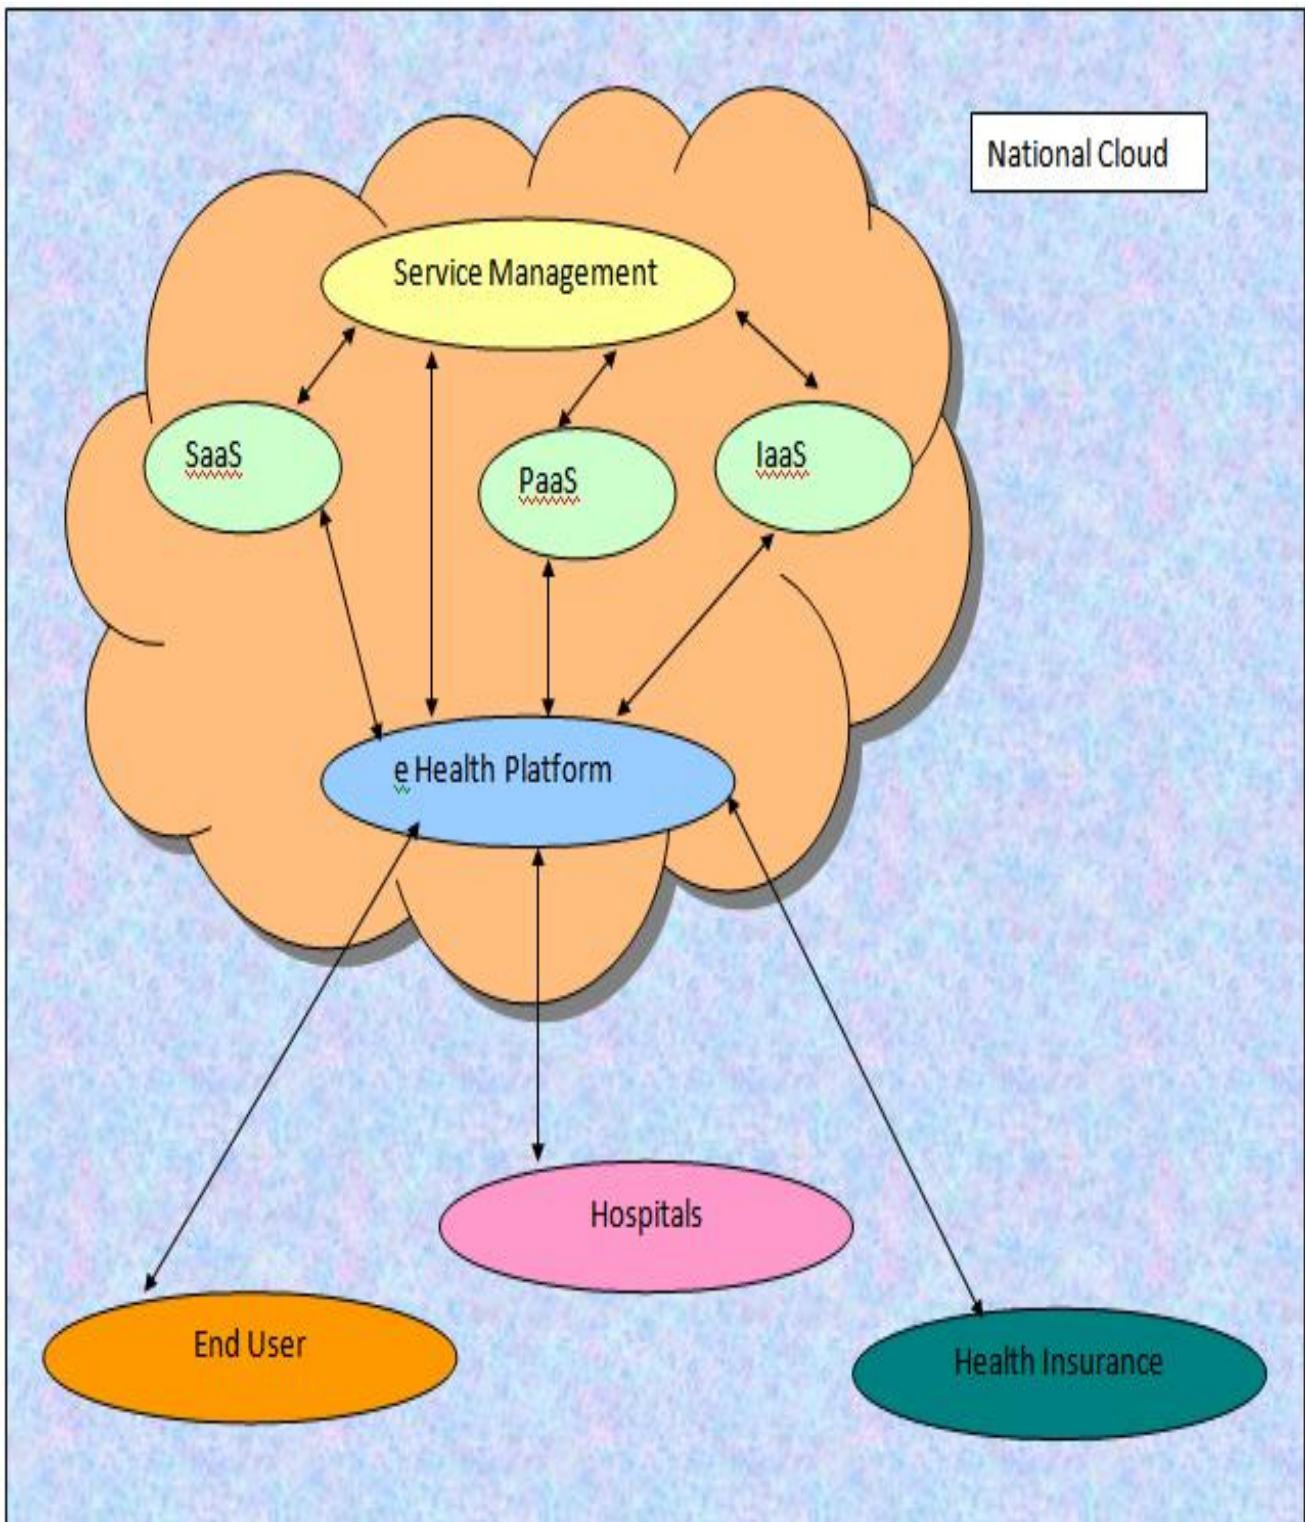 National Cloud
Service Management
SaaS
PaaS
IaaS
e Health Platform
Hospitals
End User
Health Insurance